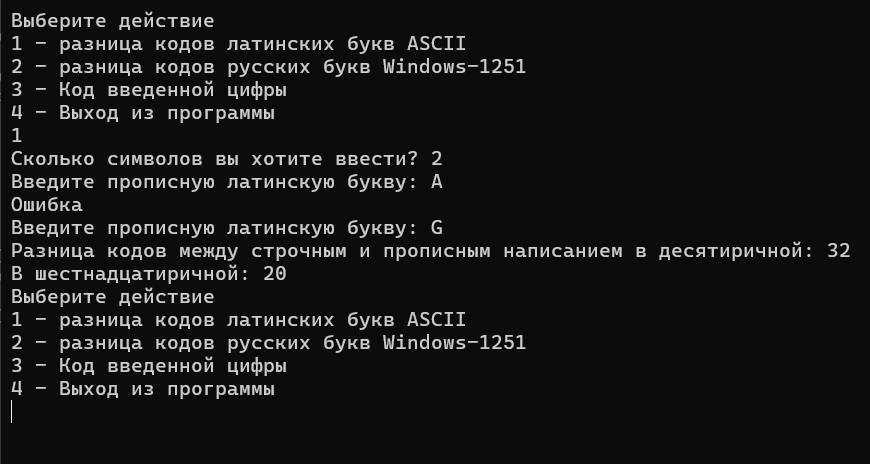 Выберите действие
1 - разница кодов латинских букв ASCII
2 - разница кодов русских букв Windows-1251
3 - Код введенной цифры
4 - Выход из программы
1
Сколько символов вы хотите ввести? 2
Введите прописную латинскую букву: А
Ошибка
Введите прописную латинскую букву: G
Разница кодов между строчным и прописным написанием в десятиричной: 32
В шестнадцатиричной: 20
Выберите действие
1 - разница кодов латинских букв ASCII
2 - разница кодов русских букв Windows-1251
3 - Код введенной цифры
4 - Выход из программы